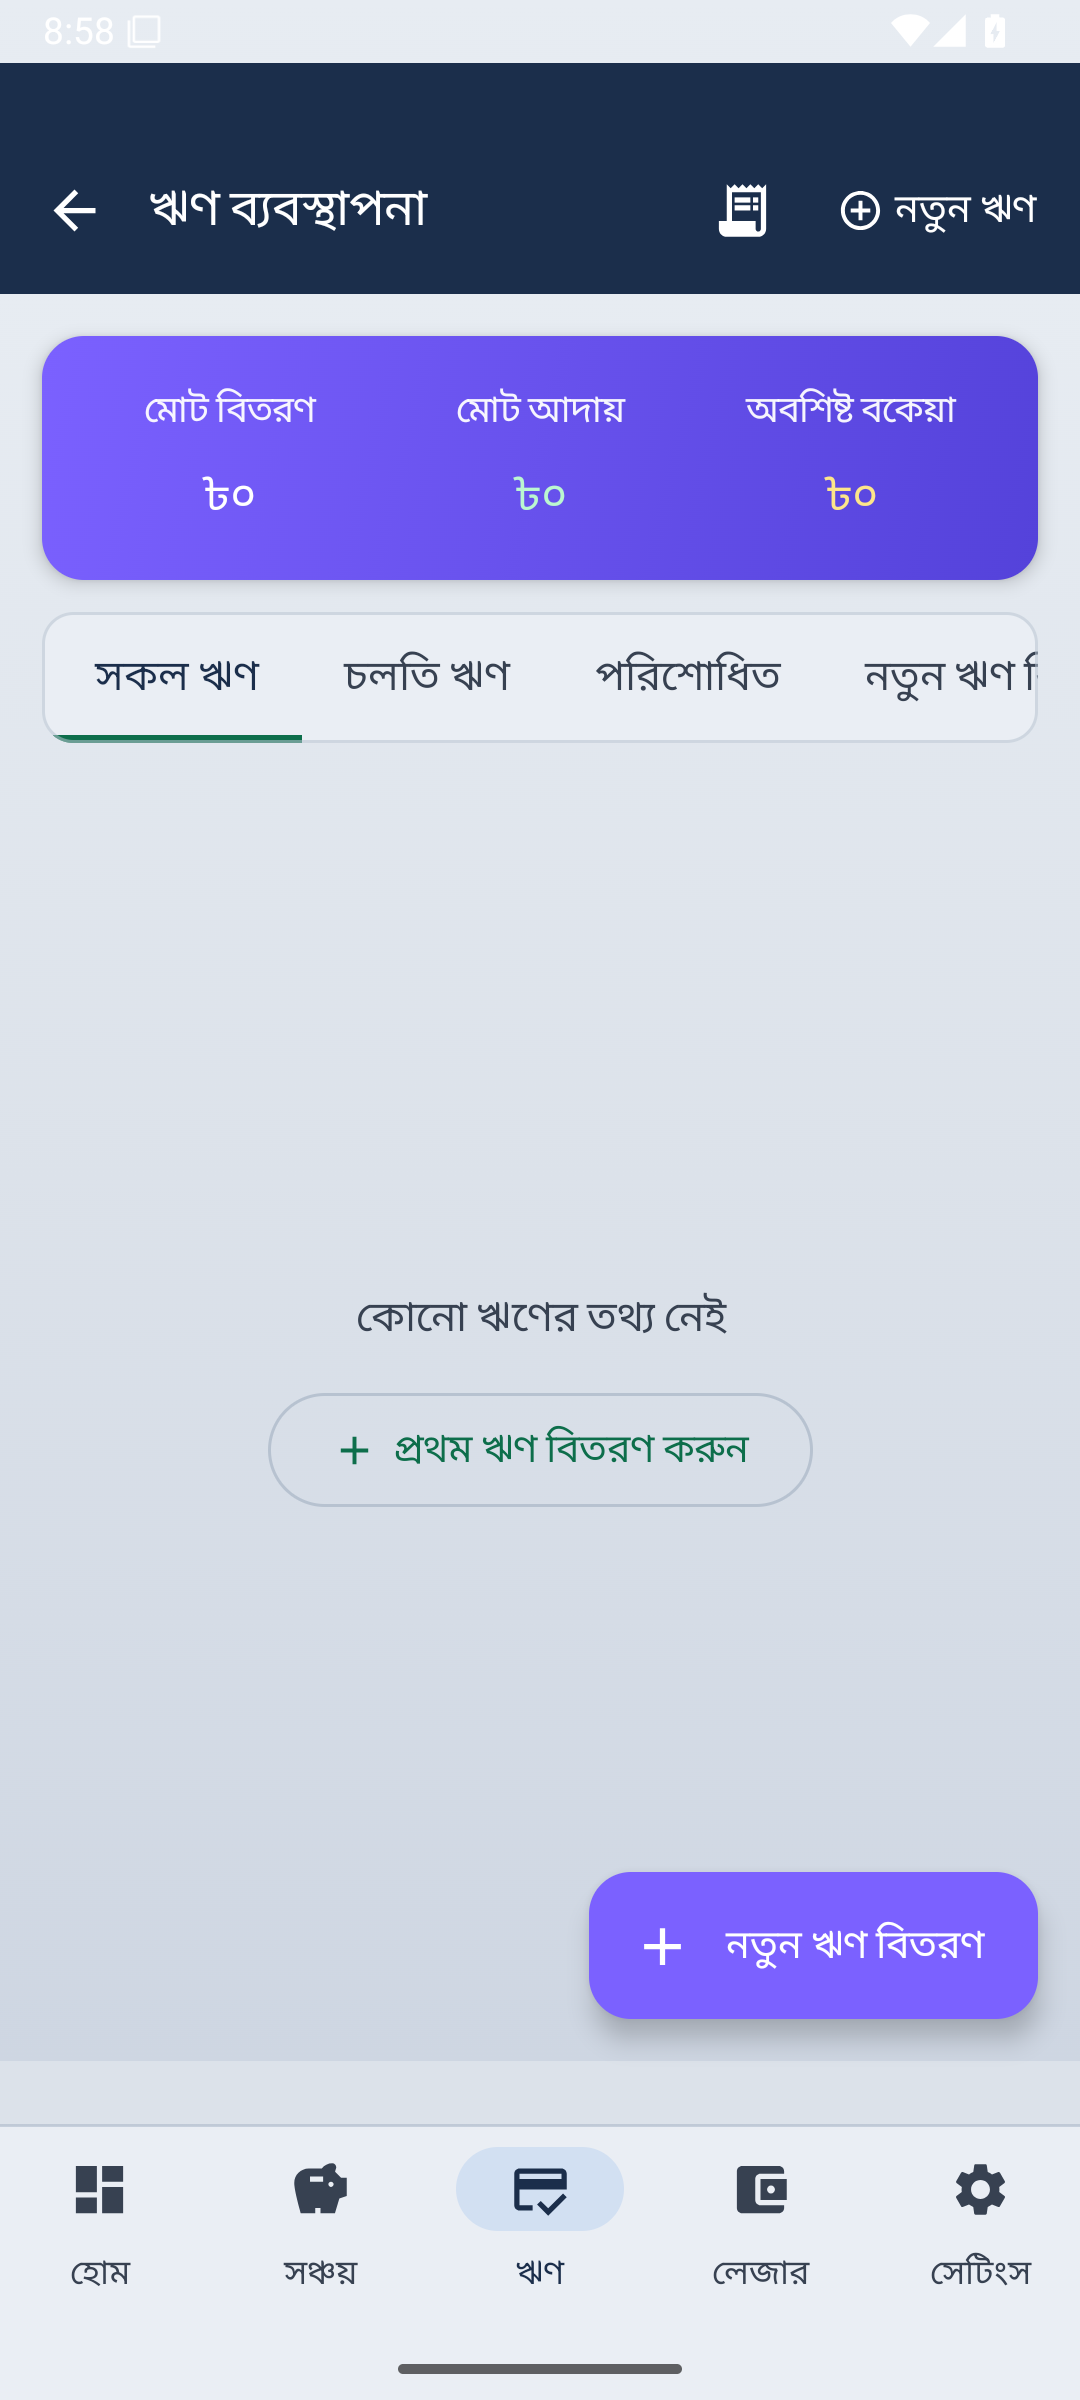 8:58
ঋণ ব্যবস্থাপনা
নতুন ঋণ
মোট বিতরণ মোট আদায় অবশিষ্ট বকেয়া
৳০ ৳০ ৳০
সকল ঋণ চলতি ঋণ পরিশোধিত নতুন ঋণ
কোনো ঋণের তথ্য নেই
+ প্রথম ঋণ বিতরণ করুন
+ নতুন ঋণ বিতরণ
হোম সঞ্চয় ঋণ লেজার সেটিংস